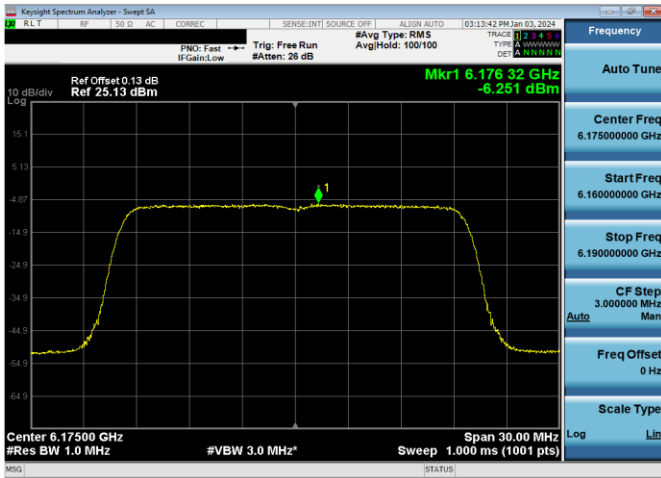 Keysight Spectrum Analyzer - Swept SA
R L T RF 50 Ω AC CORREC SENSE:INT SOURCE OFF ALIGN AUTO 03:13:42 PM Jan 03, 2024
#Avg Type: RMS
TRACE 1 2 3 4 5 6
PNO: Fast Trig: Free Run Avg|Hold: 100/100 TYPE A WWWWW
IFGain:Low #Atten: 26 dB DET A N N N N N
Mkr1 6.176 32 GHz
-6.251 dBm
Ref Offset 0.13 dB
10 dB/div Ref 25.13 dBm
Log
15.1
5.13
1
-4.87
-14.9
-24.9
-34.9
-44.9
-54.9
-64.9
Center 6.17500 GHz Span 30.00 MHz
#Res BW 1.0 MHz #VBW 3.0 MHz* Sweep 1.000 ms (1001 pts)
MSG STATUS
Frequency
Auto Tune
Center Freq
6.175000000 GHz
Start Freq
6.160000000 GHz
Stop Freq
6.190000000 GHz
CF Step
3.000000 MHz
Auto Man
Freq Offset
0 Hz
Scale Type
Log Lin